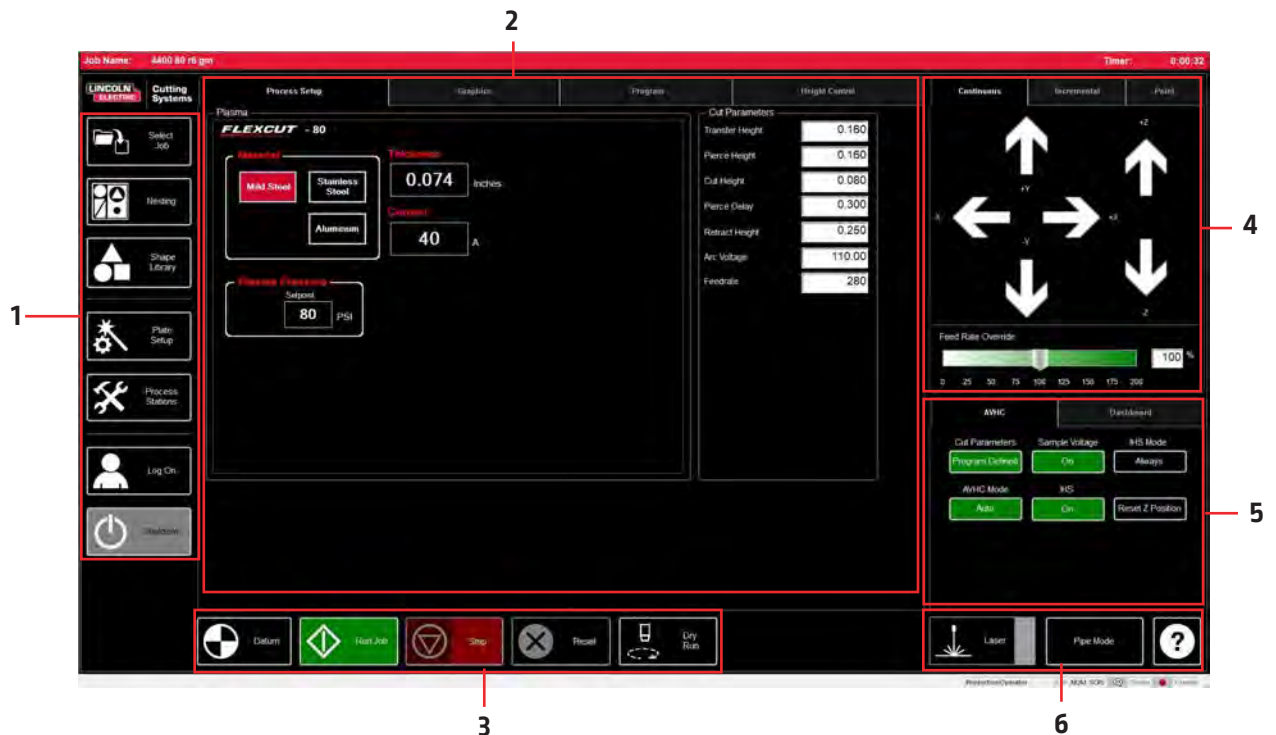 2
Job Name: 4400 80 r6 gm
Timer: 0:00:32
LINCOLN ELECTRIC
Cutting Systems
Process Setup
Graphics
Program
Height Control
Continuous
Incremental
Point
Select Job
Nesting
Shape Library
Plate Setup
Process Stations
Log On
Shutdown
1
Plasma
FLEXCUT - 80
Material
Mild Steel
Stainless Steel
Aluminum
Thickness
0.074 inches
Current
40 A
Plasma Pressure
Setpoint
80 PSI
Cut Parameters
Transfer Height 0.160
Pierce Height 0.160
Cut Height 0.080
Pierce Delay 0.300
Retract Height 0.250
Arc Voltage 110.00
Feedrate 280
+Z
+Y
-X
+X
-Y
-Z
4
Feed Rate Override
100 %
0 25 50 75 100 125 150 175 200
AVHC
Dashboard
Cut Parameters
Sample Voltage
IHS Mode
Program Defined
On
Always
AVHC Mode
IHS
Auto
On
Reset Z Position
5
Datum
Run Job
Stop
Reset
Dry Run
Laser
Pipe Mode
?
ProductionOperator
NUM
3
6